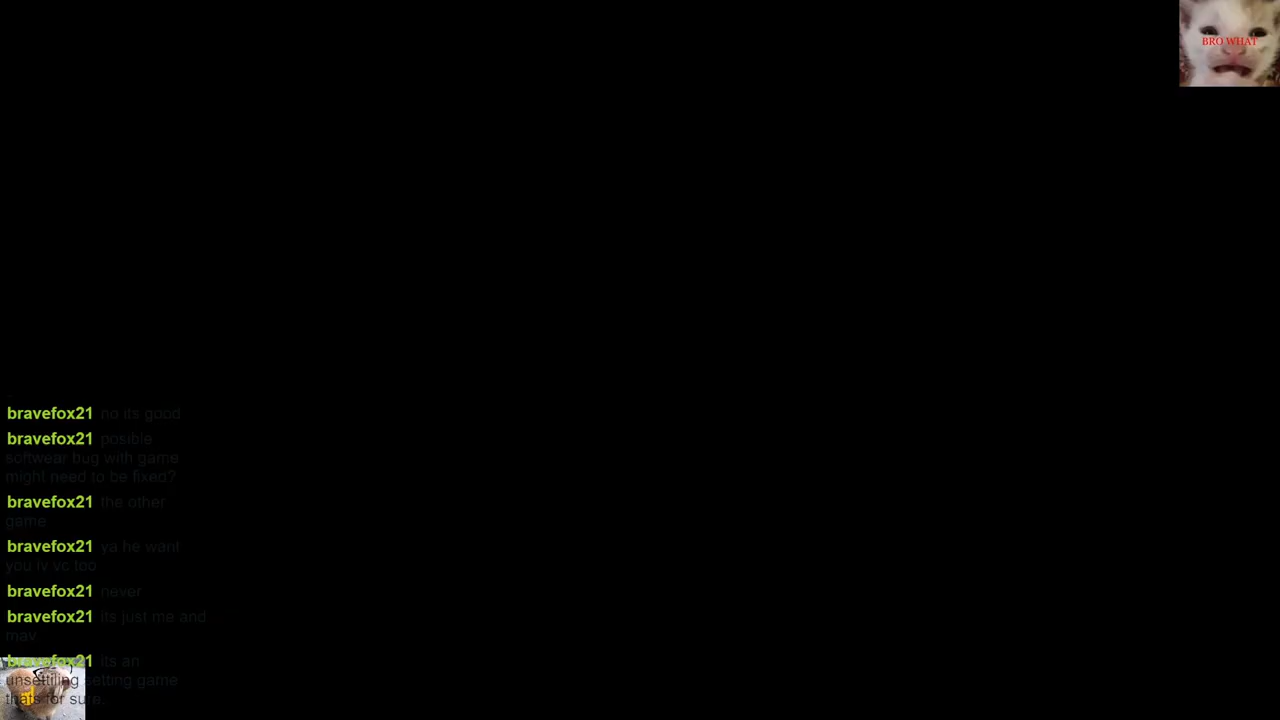 BRO WHAT
bravefox21 no its good
bravefox21 posible
softwear bug with game
might need to be fixed?
bravefox21 the other
game
bravefox21 ya he want
you iv vc too
bravefox21 never
bravefox21 its just me and
mav
bravefox21 its an
unsettiling setting game
thats for sure.